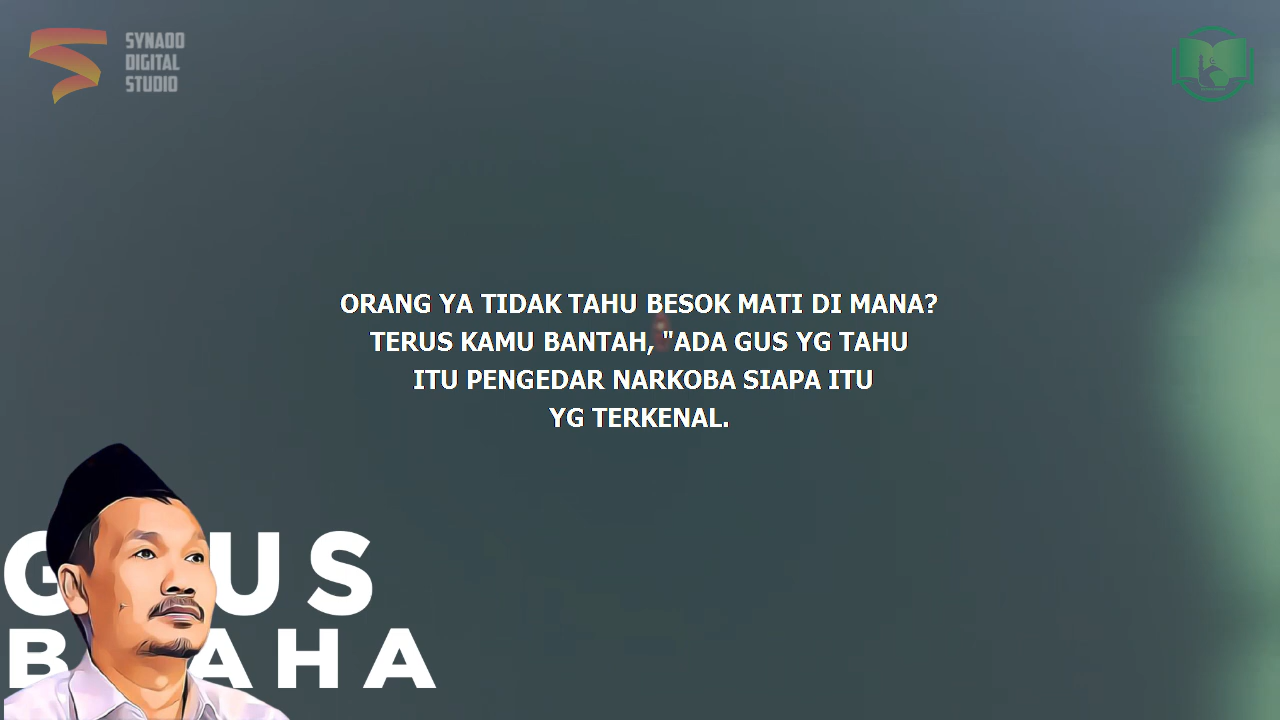 SYNADO
DIGITAL
STUDIO
ORANG YA TIDAK TAHU BESOK MATI DI MANA?
TERUS KAMU BANTAH, "ADA GUS YG TAHU
ITU PENGEDAR NARKOBA SIAPA ITU
YG TERKENAL.
GUS
BAHA